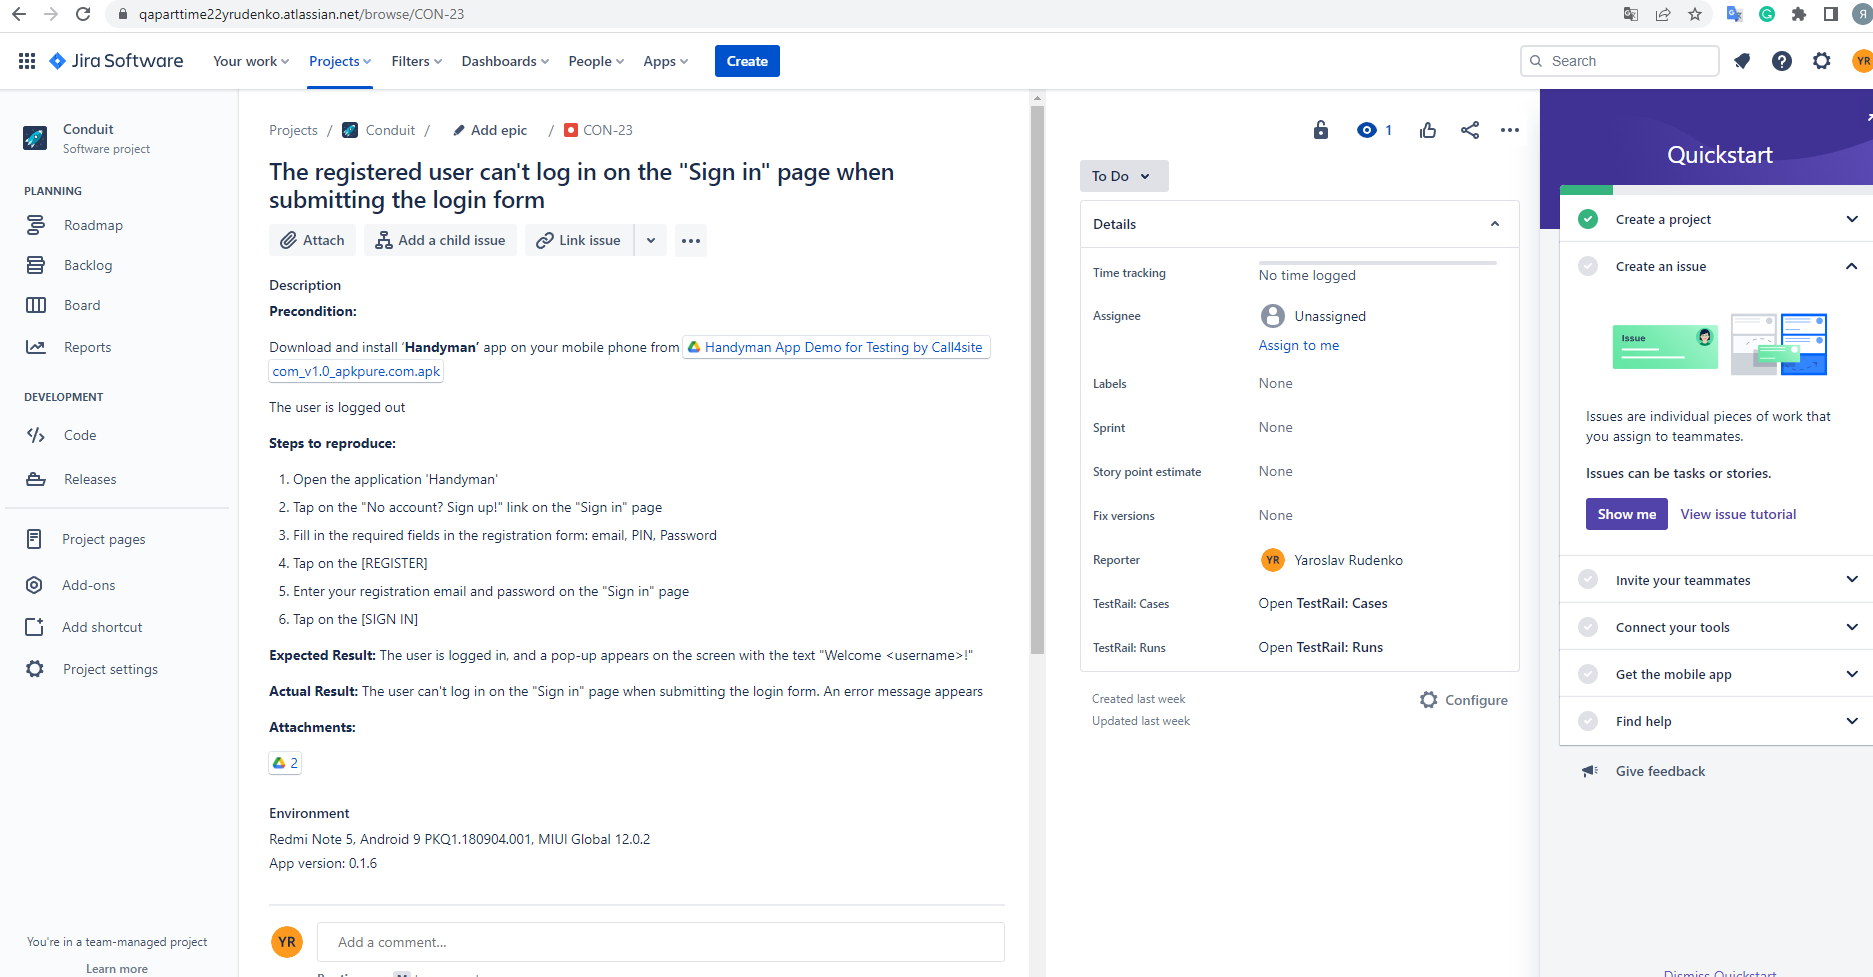 qaparttime22yrudenko.atlassian.net/browse/CON-23
Я
Jira Software
Your work
Projects
Filters
Dashboards
People
Apps
Create
Search
YR
Conduit
Software project
PLANNING
Roadmap
Backlog
Board
Reports
DEVELOPMENT
Code
Releases
Project pages
Add-ons
Add shortcut
Project settings
You're in a team-managed project
Learn more
Projects / Conduit / Add epic / CON-23
The registered user can't log in on the "Sign in" page when
submitting the login form
Attach
Add a child issue
Link issue
Description
Precondition:
Download and install ‘Handyman’ app on your mobile phone from Handyman App Demo for Testing by Call4site
com_v1.0_apkpure.com.apk
The user is logged out
Steps to reproduce:
1. Open the application 'Handyman'
2. Tap on the "No account? Sign up!" link on the "Sign in" page
3. Fill in the required fields in the registration form: email, PIN, Password
4. Tap on the [REGISTER]
5. Enter your registration email and password on the "Sign in" page
6. Tap on the [SIGN IN]
Expected Result: The user is logged in, and a pop-up appears on the screen with the text "Welcome <username>!"
Actual Result: The user can't log in on the "Sign in" page when submitting the login form. An error message appears
Attachments:
2
Environment
Redmi Note 5, Android 9 PKQ1.180904.001, MIUI Global 12.0.2
App version: 0.1.6
YR
Add a comment...
1
To Do
Details
Time tracking
No time logged
Assignee
Unassigned
Assign to me
Labels
None
Sprint
None
Story point estimate
None
Fix versions
None
Reporter
YR
Yaroslav Rudenko
TestRail: Cases
Open TestRail: Cases
TestRail: Runs
Open TestRail: Runs
Created last week
Updated last week
Configure
Quickstart
Create a project
Create an issue
Issue
Issues are individual pieces of work that
you assign to teammates.
Issues can be tasks or stories.
Show me
View issue tutorial
Invite your teammates
Connect your tools
Get the mobile app
Find help
Give feedback
Dismiss Quickstart